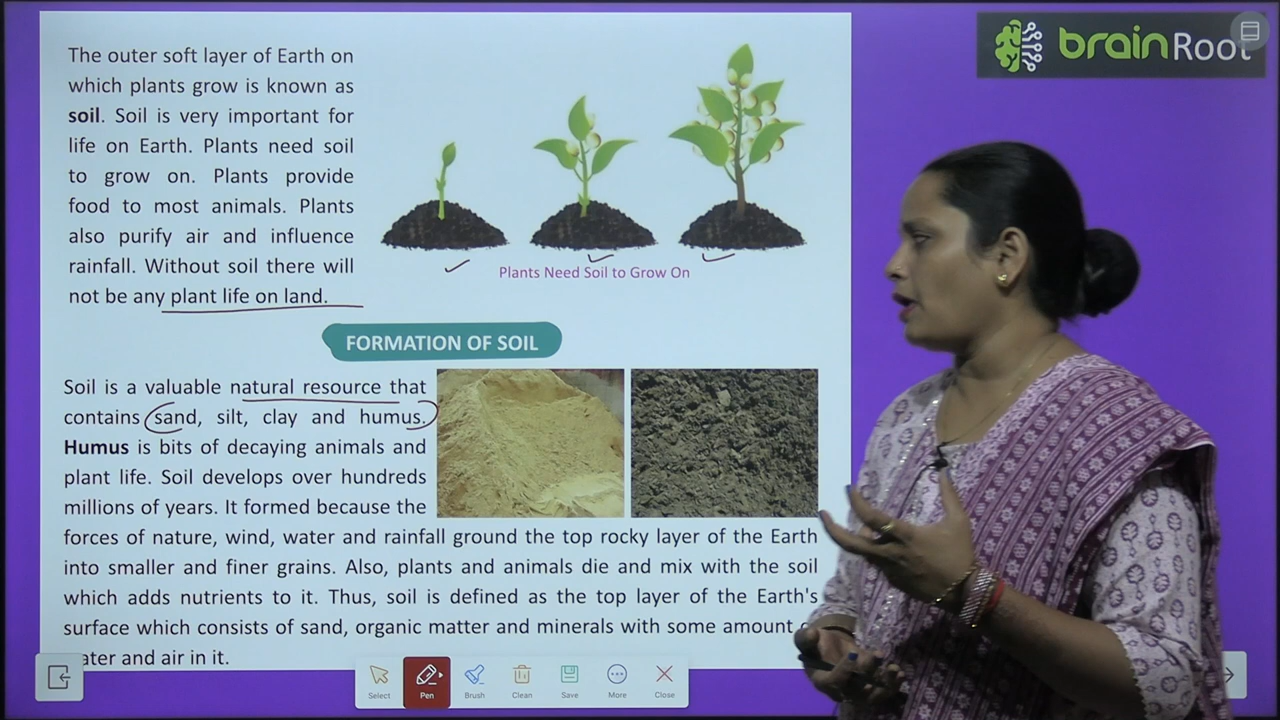 brainRoot
The outer soft layer of Earth on
which plants grow is known as
soil. Soil is very important for
life on Earth. Plants need soil
to grow on. Plants provide
food to most animals. Plants
also purify air and influence
rainfall. Without soil there will
not be any plant life on land.
Plants Need Soil to Grow On
FORMATION OF SOIL
Soil is a valuable natural resource that
contains sand, silt, clay and humus.
Humus is bits of decaying animals and
plant life. Soil develops over hundreds
millions of years. It formed because the
forces of nature, wind, water and rainfall ground the top rocky layer of the Earth
into smaller and finer grains. Also, plants and animals die and mix with the soil
which adds nutrients to it. Thus, soil is defined as the top layer of the Earth's
surface which consists of sand, organic matter and minerals with some amount
and air in it.
Select Pen Brush Clean Save More Close